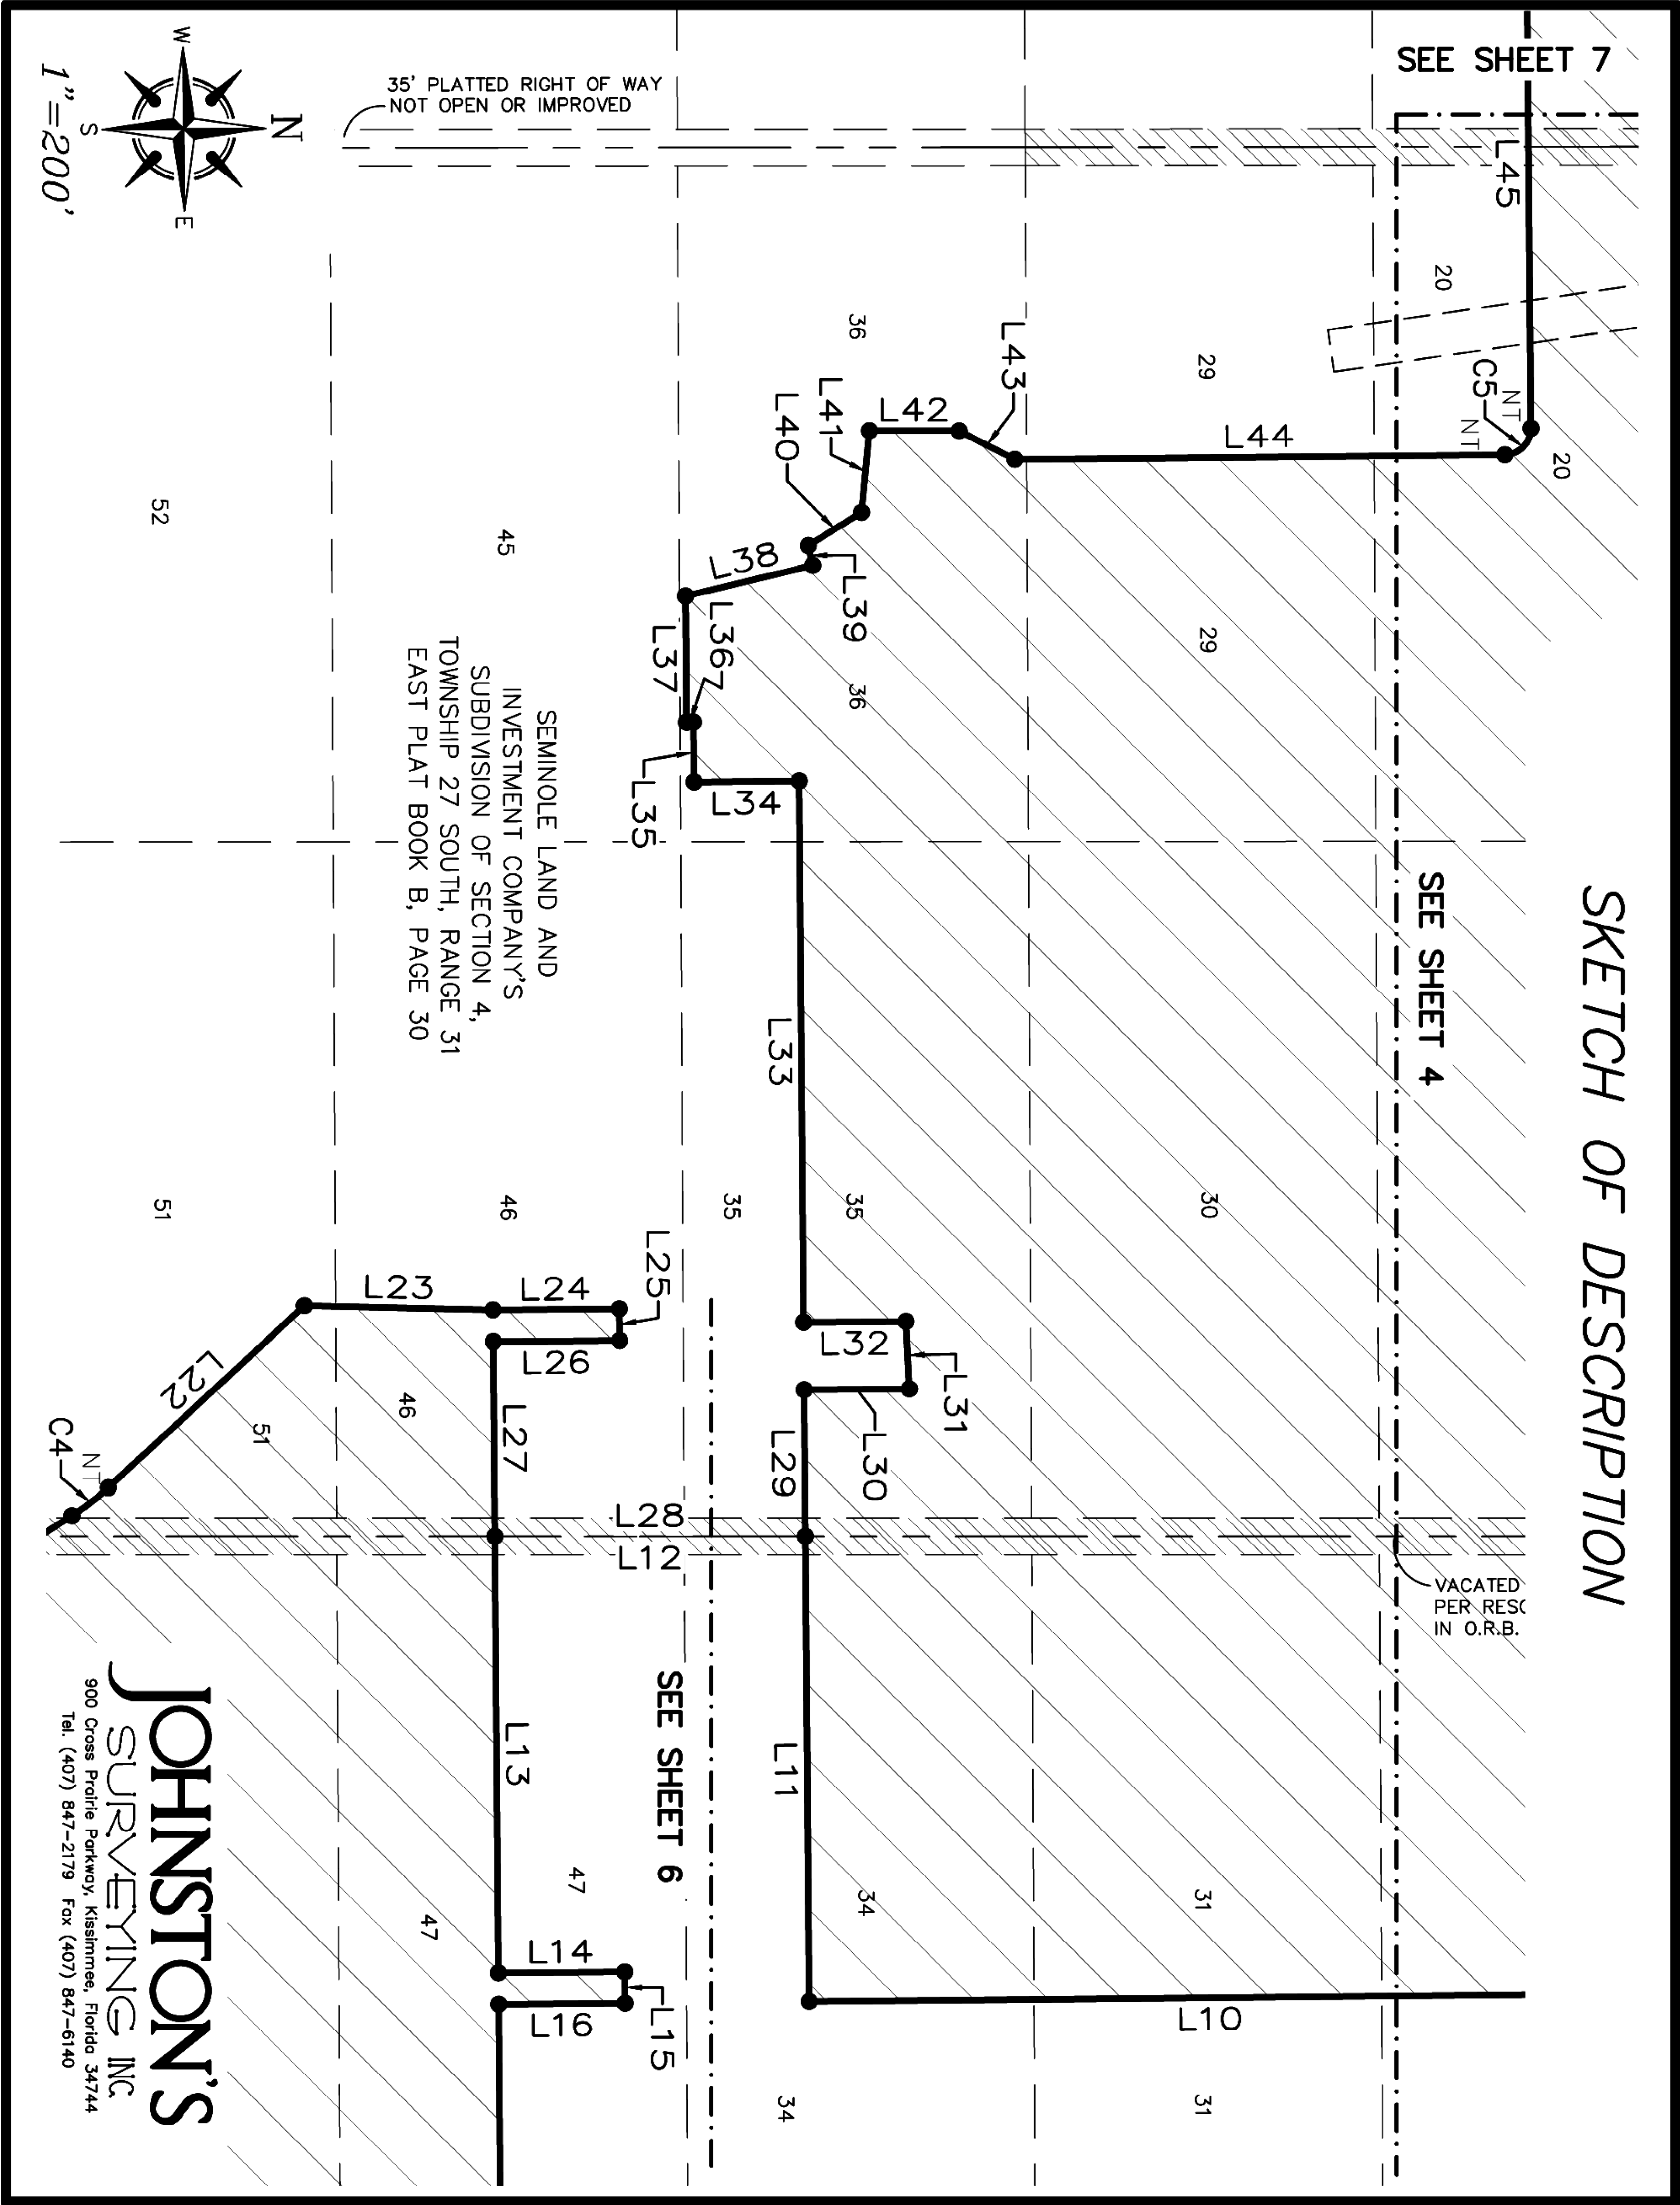 SKETCH OF DESCRIPTION
SEE SHEET 7
SEE SHEET 4
L45
20
20
NT
C5
NT
L44
29
29
30
31
31
VACATED
PER RES
IN O.R.B.
L43
36
L42
L41
L40
L39
L38
36
L36
L37
L35
L34
L33
35
35
L32
L31
L30
L29
L28
L12
L11
34
34
L10
35' PLATTED RIGHT OF WAY
NOT OPEN OR IMPROVED
45
SEMINOLE LAND AND
INVESTMENT COMPANY'S
SUBDIVISION OF SECTION 4,
TOWNSHIP 27 SOUTH, RANGE 31
EAST PLAT BOOK B, PAGE 30
SEE SHEET 6
46
L25
L24
L23
L26
L27
46
L13
47
L14
L15
L16
47
52
51
51
L22
C4
NT
N
W
E
S
1"=200'
JOHNSTON'S
SURVEYING INC.
900 Cross Prairie Parkway, Kissimmee, Florida 34744
Tel. (407) 847-2179 Fax (407) 847-6140